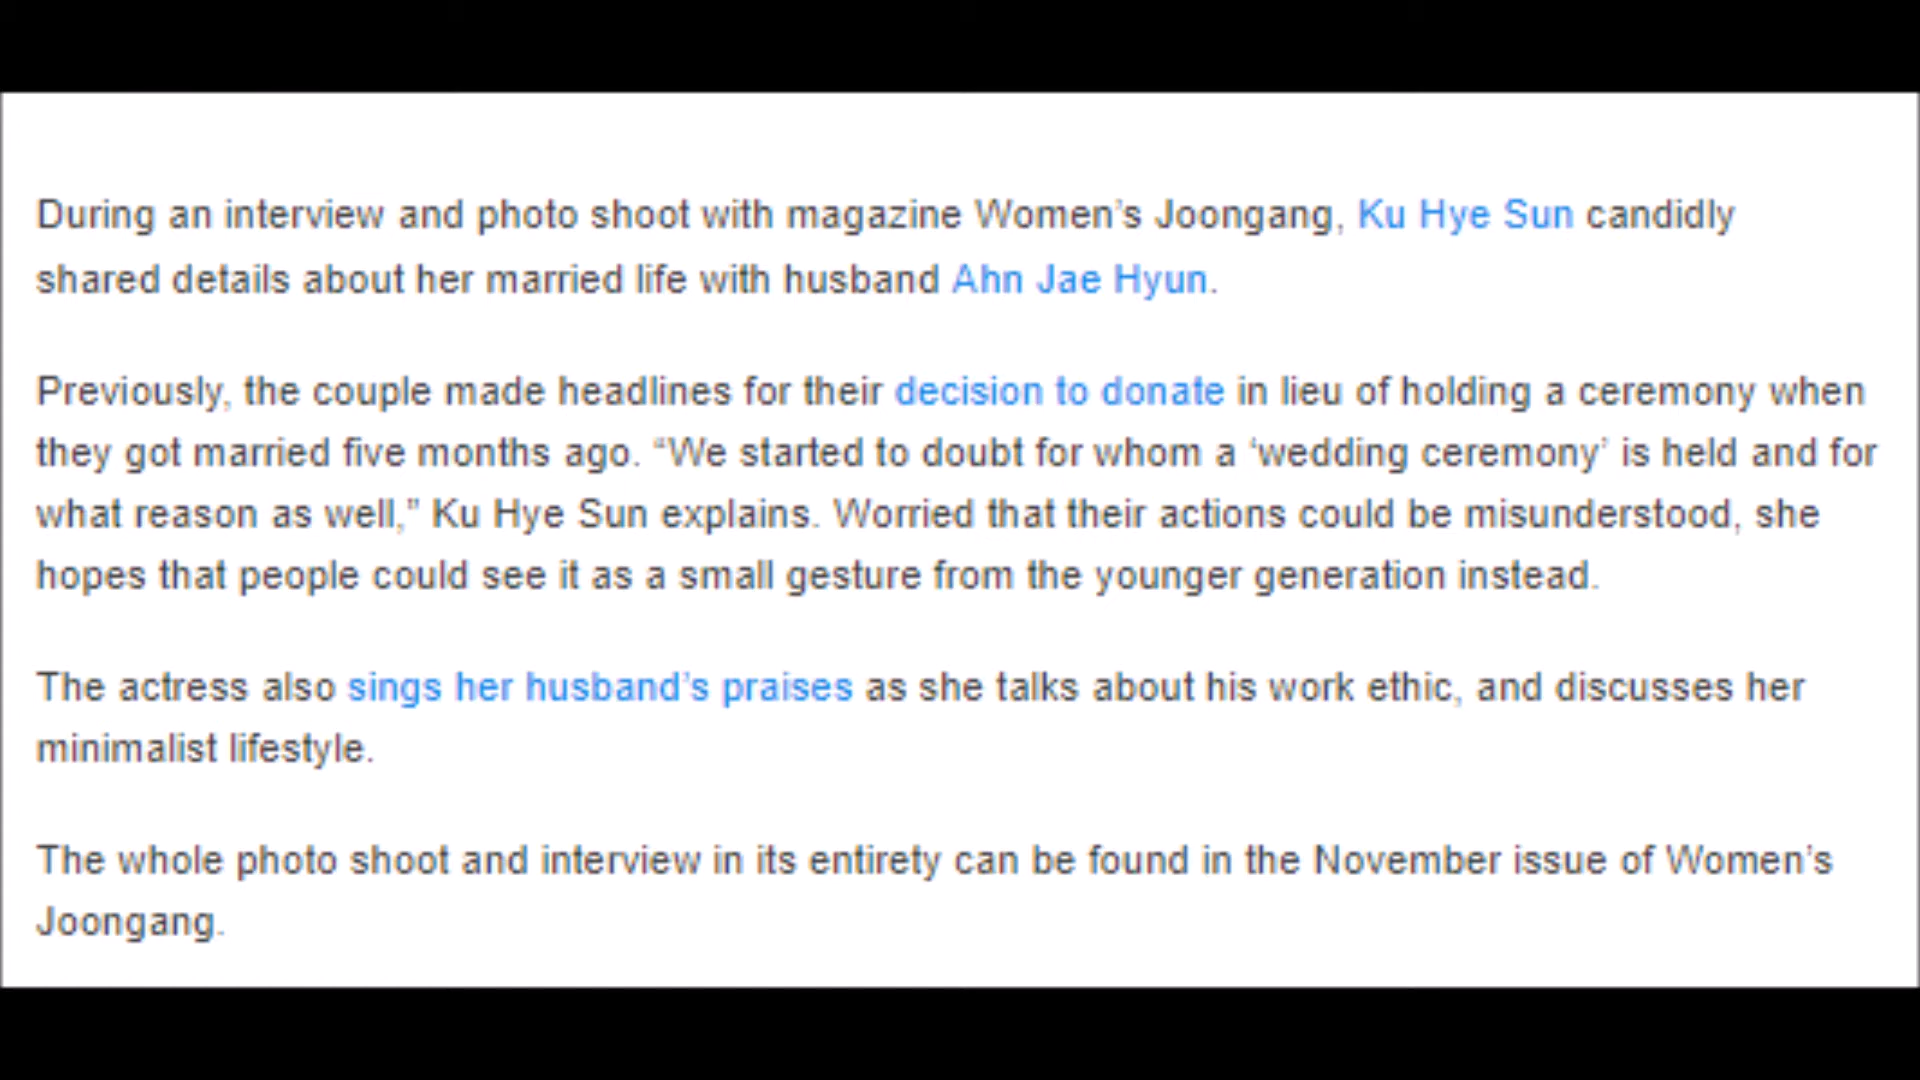 During an interview and photo shoot with magazine Women’s Joongang, Ku Hye Sun candidly
shared details about her married life with husband Ahn Jae Hyun.
Previously, the couple made headlines for their decision to donate in lieu of holding a ceremony when
they got married five months ago. “We started to doubt for whom a ‘wedding ceremony’ is held and for
what reason as well,” Ku Hye Sun explains. Worried that their actions could be misunderstood, she
hopes that people could see it as a small gesture from the younger generation instead.
The actress also sings her husband’s praises as she talks about his work ethic, and discusses her
minimalist lifestyle.
The whole photo shoot and interview in its entirety can be found in the November issue of Women’s
Joongang.